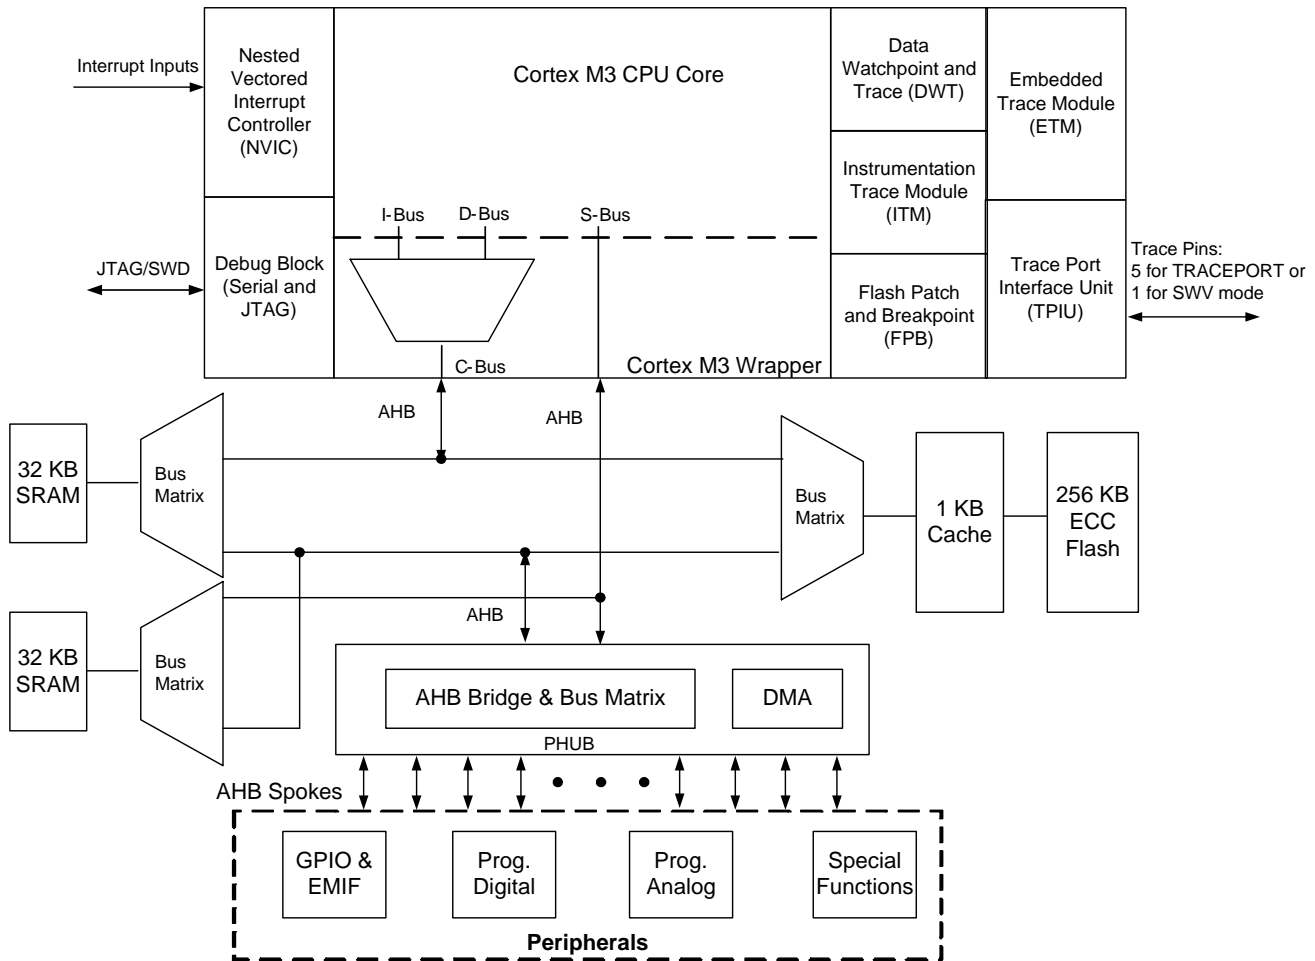 Interrupt Inputs
Nested
Vectored
Interrupt
Controller
(NVIC)
Cortex M3 CPU Core
Data
Watchpoint and
Trace (DWT)
Embedded
Trace Module
(ETM)
Instrumentation
Trace Module
(ITM)
I-Bus
D-Bus
S-Bus
JTAG/SWD
Debug Block
(Serial and
JTAG)
Flash Patch
and Breakpoint
(FPB)
Trace Port
Interface Unit
(TPIU)
Trace Pins:
5 for TRACEPORT or
1 for SWV mode
C-Bus
Cortex M3 Wrapper
AHB
AHB
32 KB
SRAM
Bus
Matrix
Bus
Matrix
1 KB
Cache
256 KB
ECC
Flash
AHB
32 KB
SRAM
Bus
Matrix
AHB Bridge & Bus Matrix
DMA
PHUB
AHB Spokes
GPIO &
EMIF
Prog.
Digital
Prog.
Analog
Special
Functions
Peripherals